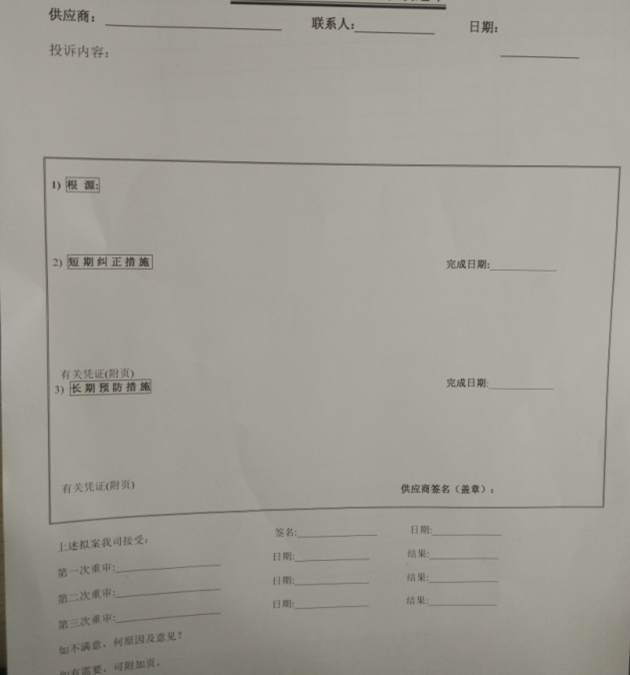 供应商： 联系人： 日期：
投诉内容：
1) 根 源:
2) 短期纠正措施 完成日期:
有关凭证(附页)
3) 长期预防措施 完成日期:
有关凭证(附页) 供应商签名（盖章）：
上述拟案我司接受： 签名: 日期:
第一次重审: 日期: 结果:
第二次重审: 日期: 结果:
第三次重审: 日期: 结果:
如不满意，何原因及意见？
如有需要，可附加页。